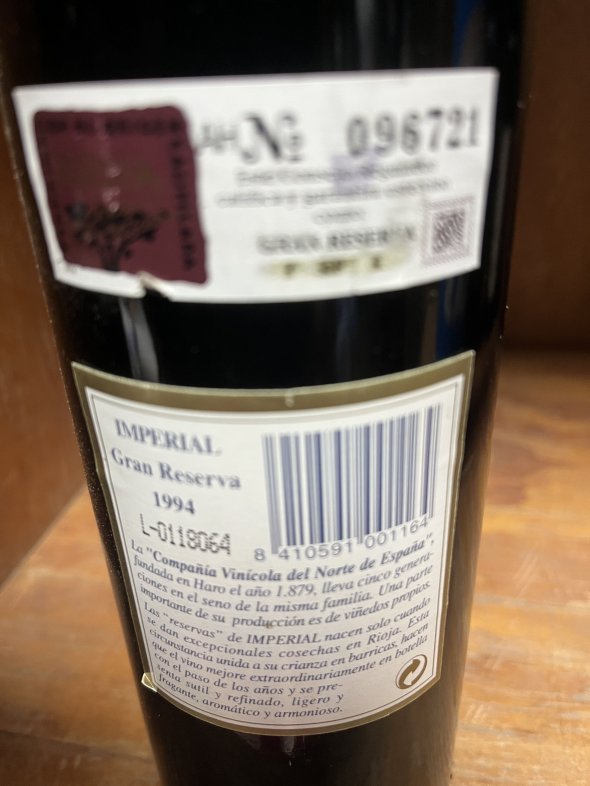 Nº 096721
GRAN RESERVA
IMPERIAL
Gran Reserva
1994
L-0118064
8 410591 001164
La "Compañía Vinícola del Norte de España",
fundada en Haro el año 1.879, lleva cinco genera-
ciones en el seno de la misma familia. Una parte
importante de su producción es de viñedos propios.
Las "reservas" de IMPERIAL nacen solo cuando
se dan excepcionales cosechas en Rioja. Esta
circunstancia unida a su crianza en barricas, hacen
que el vino mejore extraordinariamente en botella
con el paso de los años y se pre-
senta sutil y refinado, ligero y
fragante, aromático y armonioso.